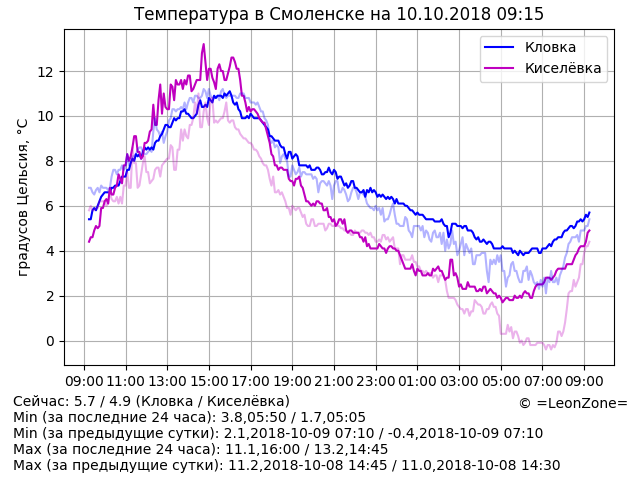 Температура в Смоленске на 10.10.2018 09:15
Кловка
Киселёвка
градусов Цельсия, °C
12
10
8
6
4
2
0
09:00 11:00 13:00 15:00 17:00 19:00 21:00 23:00 01:00 03:00 05:00 07:00 09:00
Сейчас: 5.7 / 4.9 (Кловка / Киселёвка)
© =LeonZone=
Min (за последние 24 часа): 3.8,05:50 / 1.7,05:05
Min (за предыдущие сутки): 2.1,2018-10-09 07:10 / -0.4,2018-10-09 07:10
Max (за последние 24 часа): 11.1,16:00 / 13.2,14:45
Max (за предыдущие сутки): 11.2,2018-10-08 14:45 / 11.0,2018-10-08 14:30